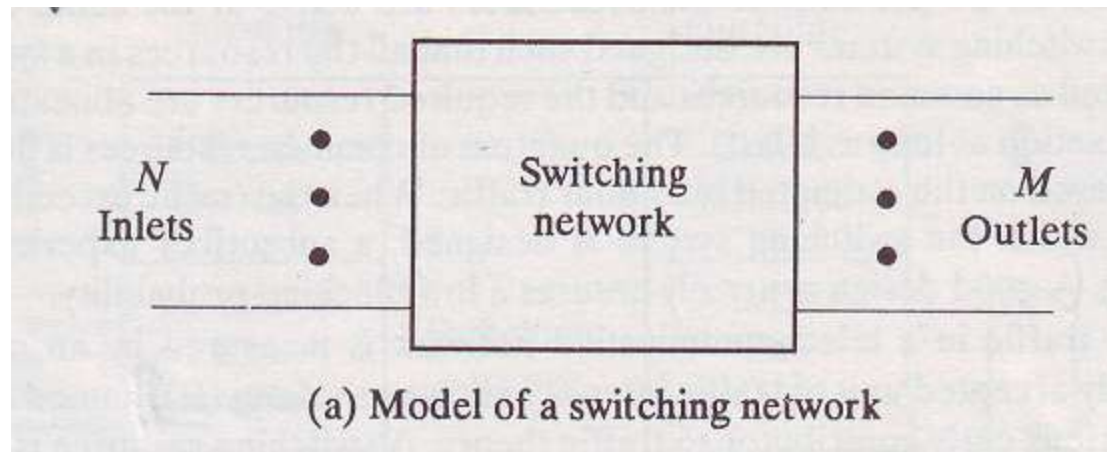 N
Inlets
Switching
network
M
Outlets
(a) Model of a switching network